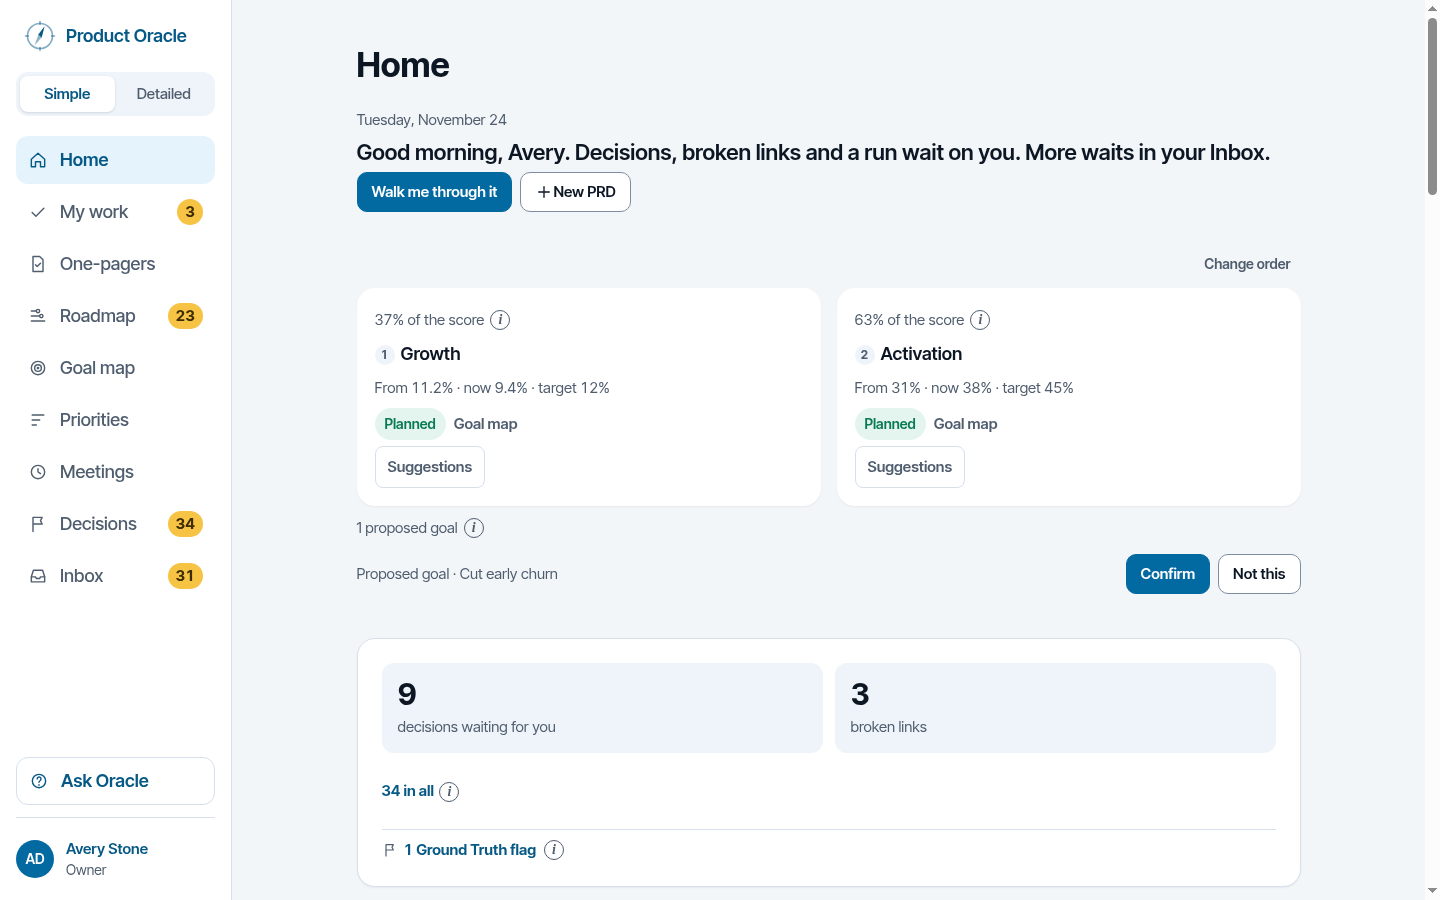 Product Oracle
Simple
Detailed
Home
My work
3
One-pagers
Roadmap
23
Goal map
Priorities
Meetings
Decisions
34
Inbox
31
Ask Oracle
AD
Avery Stone
Owner
Home
Tuesday, November 24
Good morning, Avery. Decisions, broken links and a run wait on you. More waits in your Inbox.
Walk me through it
+ New PRD
Change order
37% of the score i
1 Growth
From 11.2% · now 9.4% · target 12%
Planned Goal map
Suggestions
63% of the score i
2 Activation
From 31% · now 38% · target 45%
Planned Goal map
Suggestions
1 proposed goal i
Proposed goal · Cut early churn
Confirm
Not this
9
decisions waiting for you
3
broken links
34 in all i
1 Ground Truth flag i